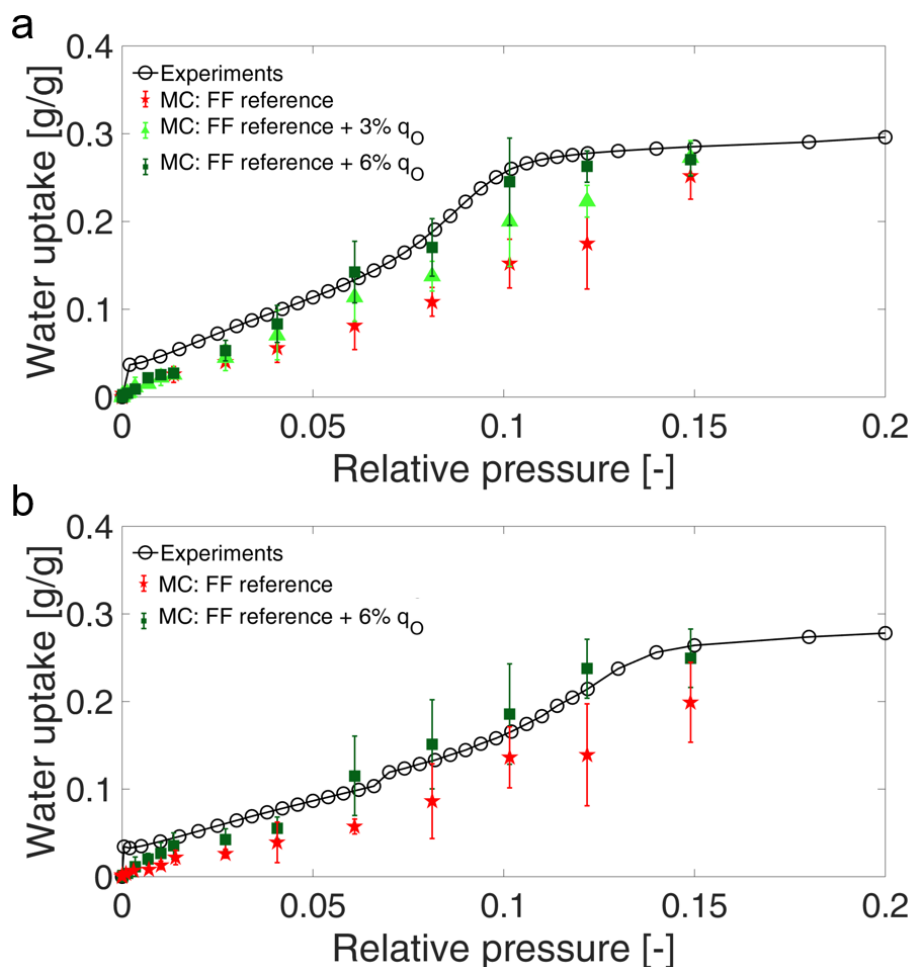 a
0.4
Experiments
MC: FF reference
MC: FF reference + 3% qO
MC: FF reference + 6% qO
0.3
0.2
0.1
0
Water uptake [g/g]
0 0.05 0.1 0.15 0.2
Relative pressure [-]
b
0.4
Experiments
MC: FF reference
MC: FF reference + 6% qO
0.3
0.2
0.1
0
Water uptake [g/g]
0 0.05 0.1 0.15 0.2
Relative pressure [-]